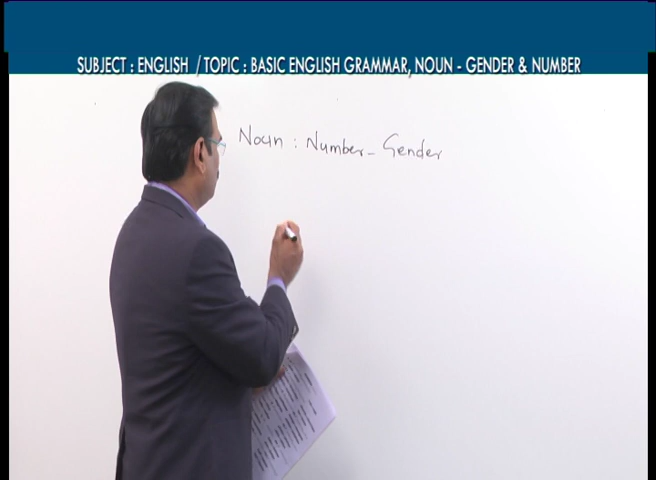 SUBJECT : ENGLISH / TOPIC : BASIC ENGLISH GRAMMAR, NOUN - GENDER & NUMBER
Noun : Number - Gender